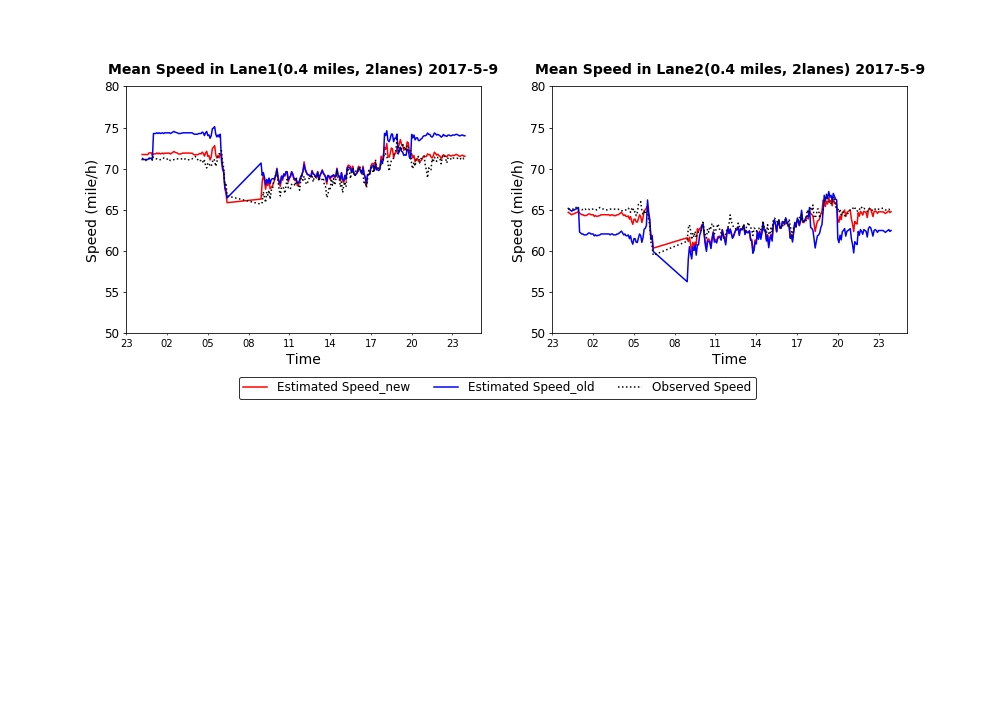 Mean Speed in Lane1(0.4 miles, 2lanes) 2017-5-9
80
75
70
65
60
55
50
Speed (mile/h)
23 02 05 08 11 14 17 20 23
Time
Mean Speed in Lane2(0.4 miles, 2lanes) 2017-5-9
80
75
70
65
60
55
50
Speed (mile/h)
23 02 05 08 11 14 17 20 23
Time
Estimated Speed_new Estimated Speed_old Observed Speed